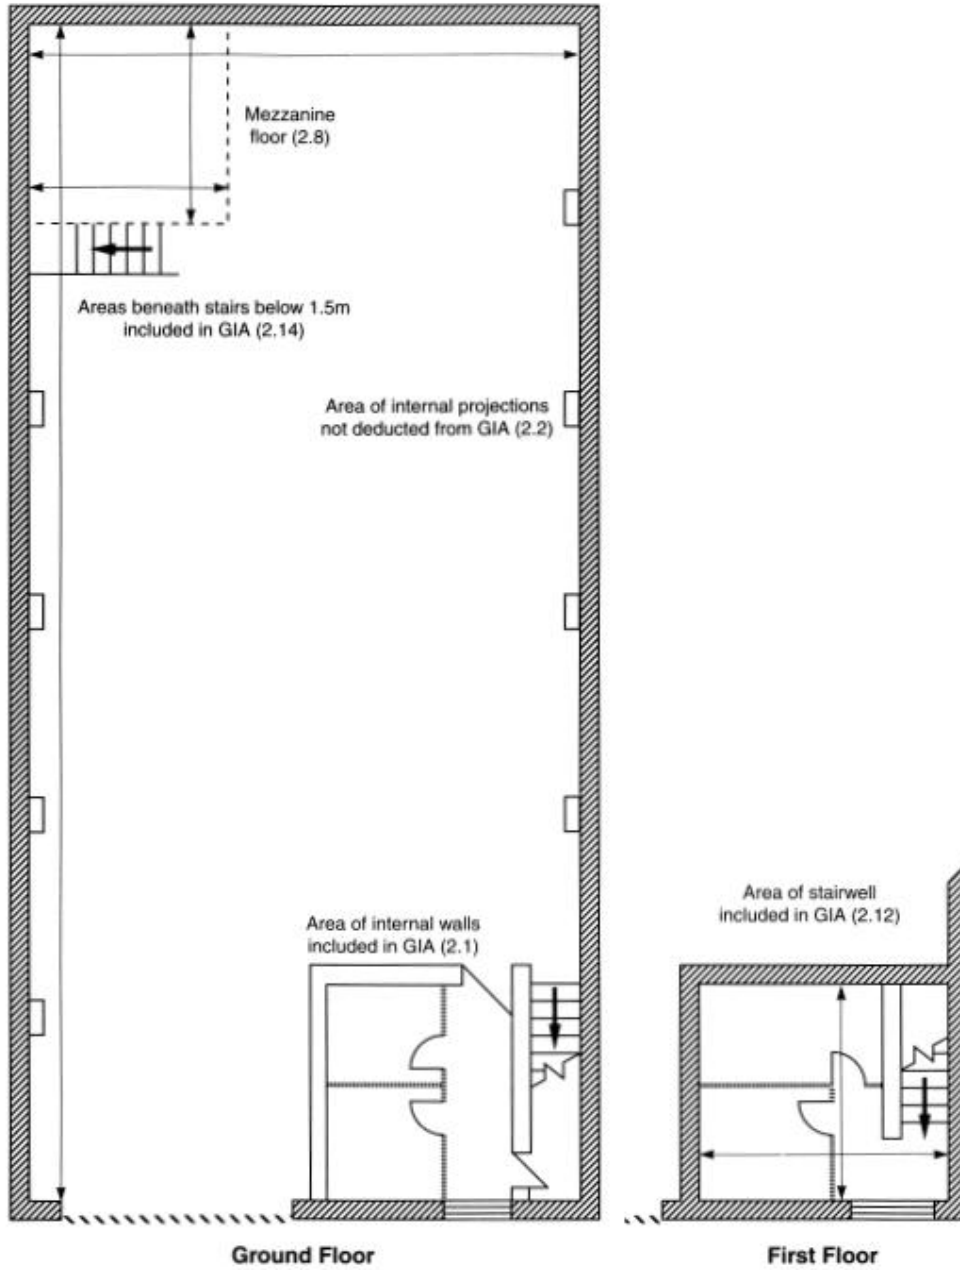 Mezzanine
floor (2.8)
Areas beneath stairs below 1.5m
included in GIA (2.14)
Area of internal projections
not deducted from GIA (2.2)
Area of internal walls
included in GIA (2.1)
Area of stairwell
included in GIA (2.12)
Ground Floor
First Floor